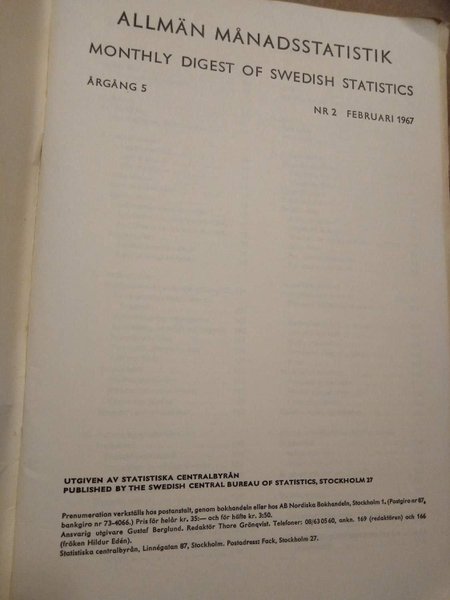 ALLMÄN MÅNADSSTATISTIK
MONTHLY DIGEST OF SWEDISH STATISTICS
ÅRGÅNG 5
NR 2 FEBRUARI 1967
UTGIVEN AV STATISTISKA CENTRALBYRÅN
PUBLISHED BY THE SWEDISH CENTRAL BUREAU OF STATISTICS, STOCKHOLM 27
Prenumeration verkställs hos postanstalt, genom bokhandeln eller hos AB Nordiska Bokhandeln, Stockholm 1. (Postgiro nr 87,
bankgiro nr 73-4066.) Pris för helår kr. 35:— och för häfte kr. 3:50.
Ansvarig utgivare Gustaf Berglund. Redaktör Thore Grönqvist. Telefoner: 08/63 05 60, ankn. 169 (redaktören) och 166
(fröken Hildur Edén).
Statistiska centralbyrån, Linnégatan 87, Stockholm. Postadress: Fack, Stockholm 27.